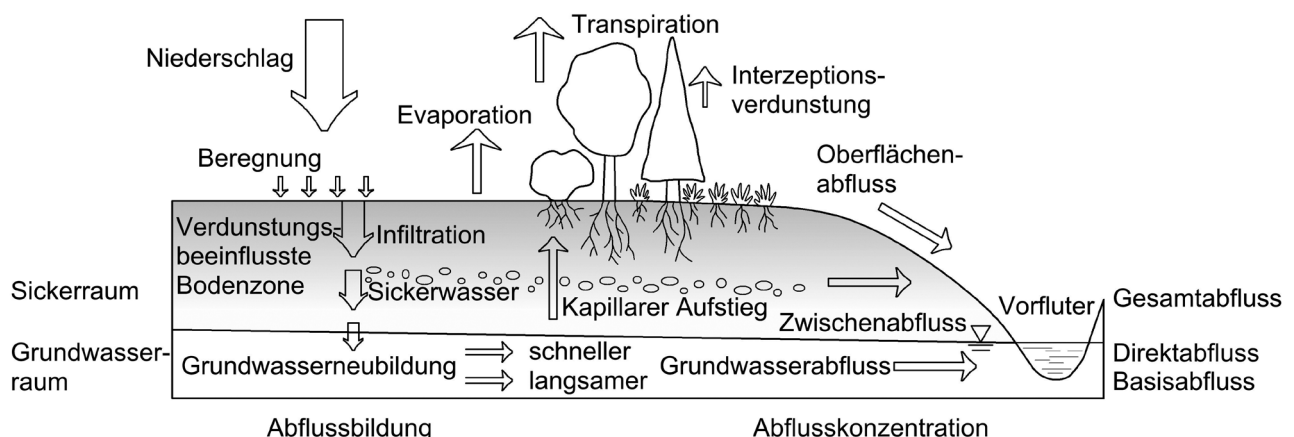 Transpiration
Niederschlag
Interzeptions-
verdunstung
Evaporation
Beregnung
Oberflächen-
abfluss
Verdunstungs
beeinflusste
Bodenzone
Infiltration
Sickerraum
Sickerwasser
Kapillarer Aufstieg
Zwischenabfluss
Vorfluter
Gesamtabfluss
Grundwasser-
raum
Grundwasserneubildung
schneller
langsamer
Grundwasserabfluss
Direktabfluss
Basisabfluss
Abflussbildung
Abflusskonzentration